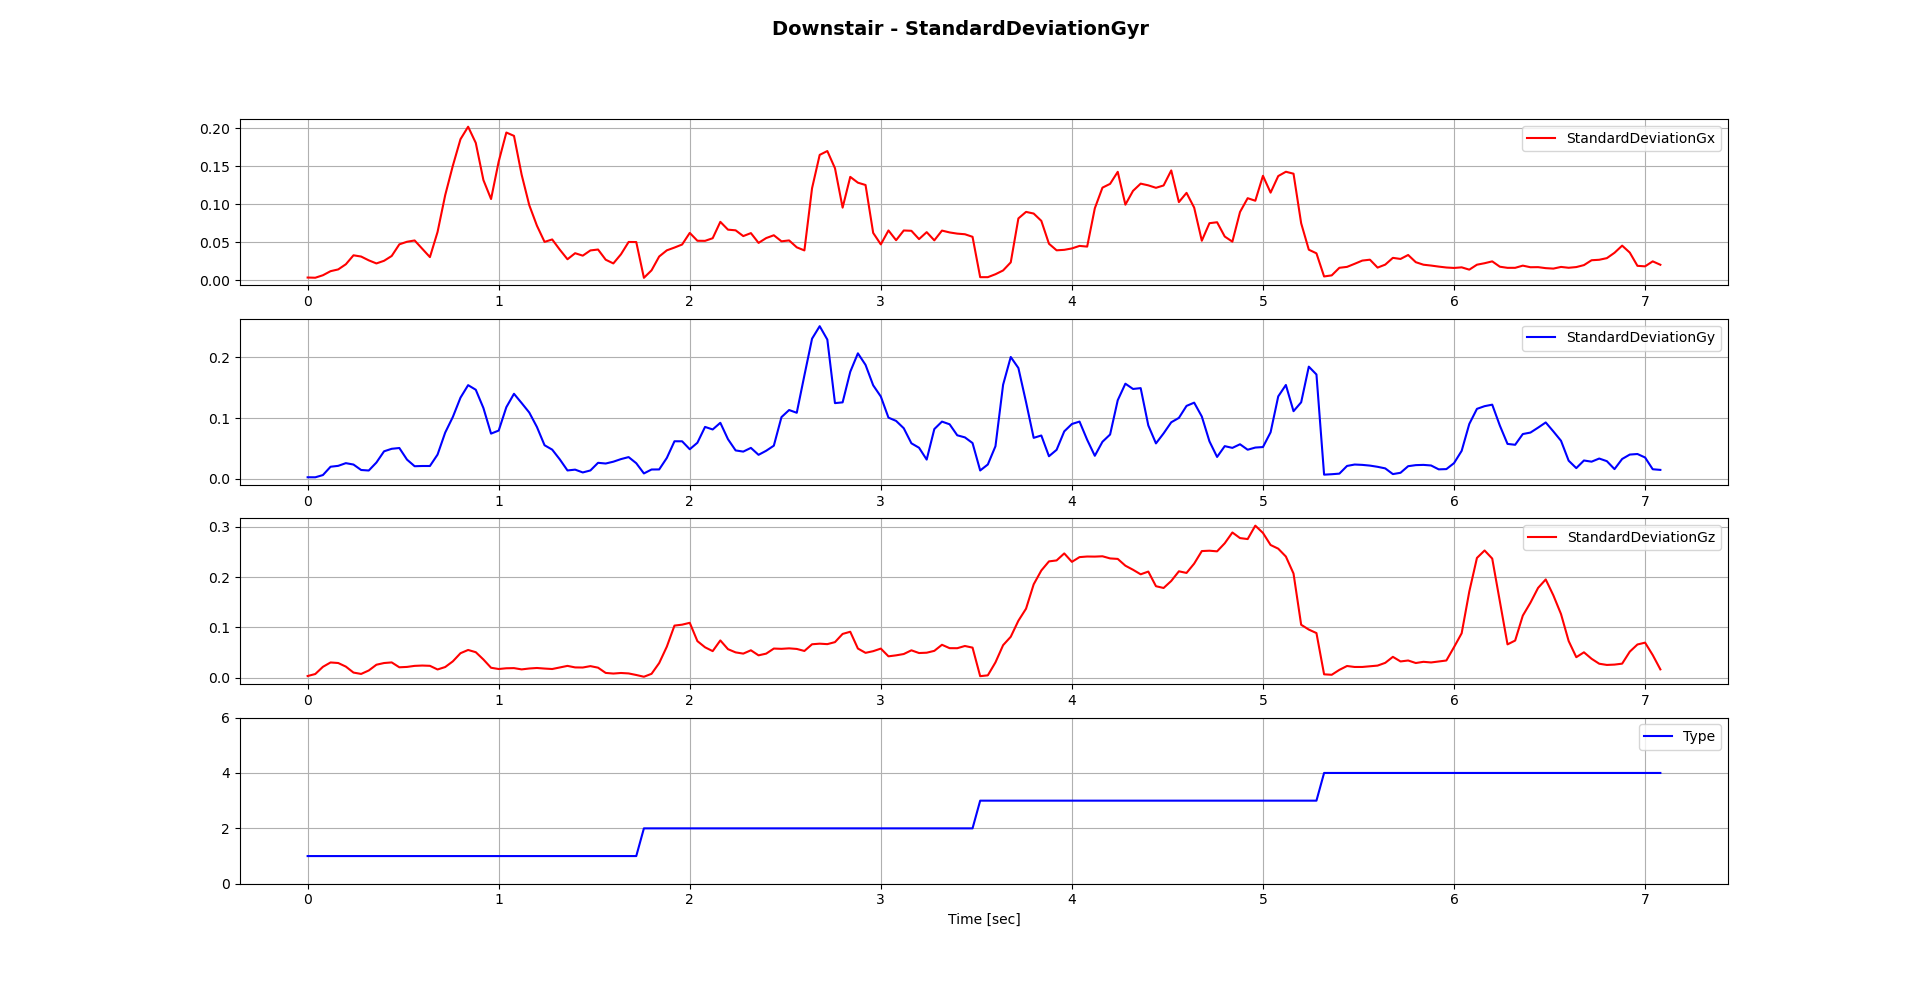 Downstair - StandardDeviationGyr
StandardDeviationGx
0.20
0.15
0.10
0.05
0.00
0 1 2 3 4 5 6 7
StandardDeviationGy
0.2
0.1
0.0
0 1 2 3 4 5 6 7
StandardDeviationGz
0.3
0.2
0.1
0.0
0 1 2 3 4 5 6 7
Type
6
4
2
0
0 1 2 3 4 5 6 7
Time [sec]